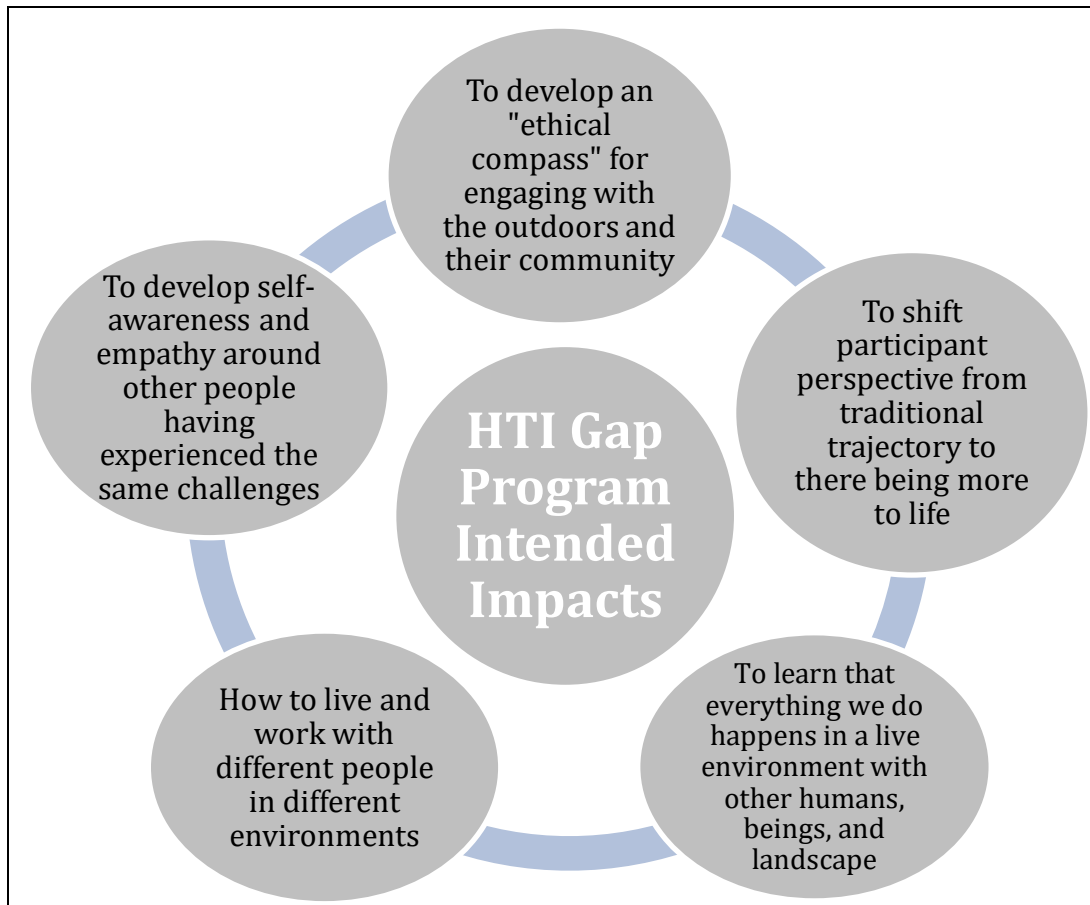 To develop an
"ethical
compass" for
engaging with
the outdoors and
their community
To shift
participant
perspective from
traditional
trajectory to
there being more
to life
To learn that
everything we do
happens in a live
environment with
other humans,
beings, and
landscape
How to live and
work with
different people
in different
environments
To develop self-
awareness and
empathy around
other people
having
experienced the
same challenges
HTI Gap
Program
Intended
Impacts